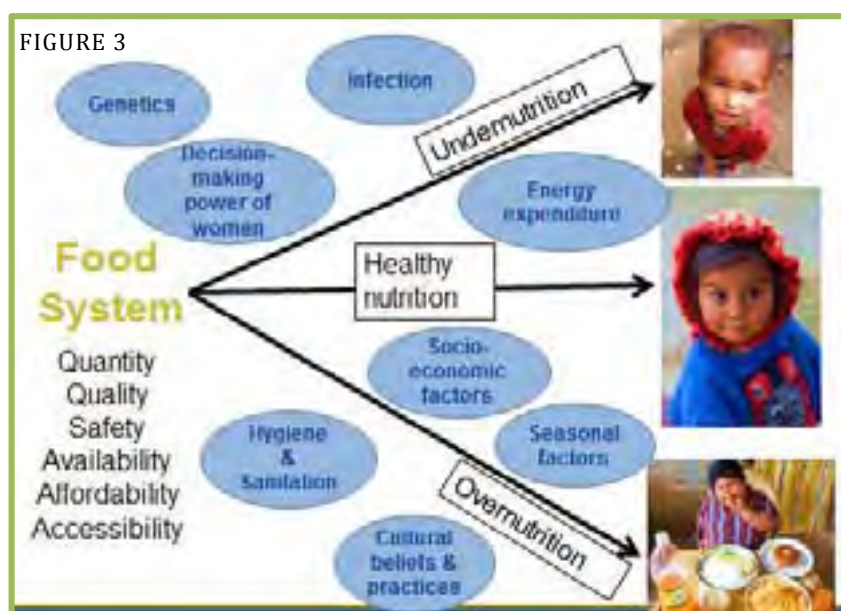 FIGURE 3
Genetics
Infection
Decision-
making
power of
women
Undernutrition
Energy
expenditure
Food
System
Healthy
nutrition
Quantity
Quality
Safety
Availability
Affordability
Accessibility
Socio-
economic
factors
Hygiene
&
Sanitation
Seasonal
factors
Overnutrition
Cultural
beliefs &
practices